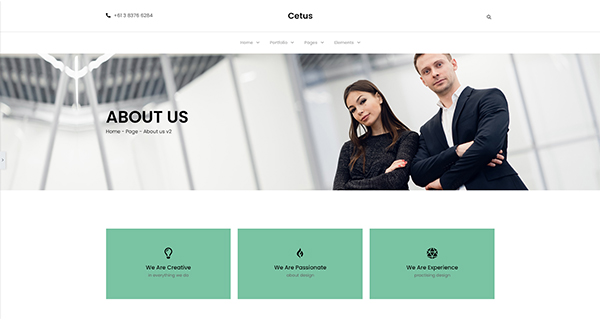 +61 3 8376 6284
Cetus
Home
Portfolio
Pages
Elements
ABOUT US
Home - Page - About us v2
We Are Creative
in everything we do
We Are Passionate
about design
We Are Experience
practising design